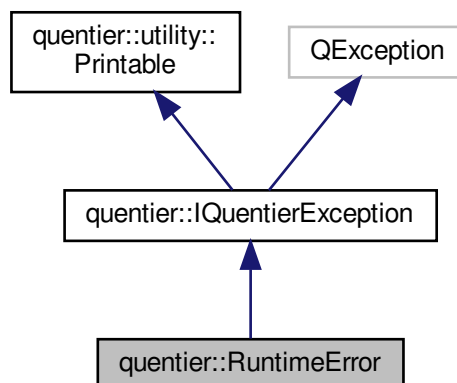 quentier::utility::
Printable
QException
quentier::IQuentierException
quentier::RuntimeError